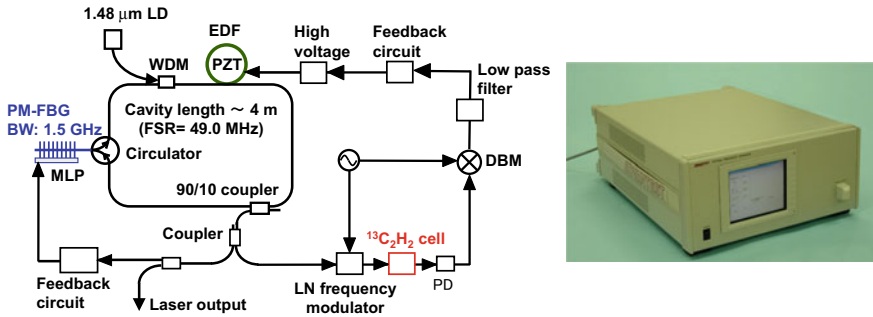 1.48 μm LD
EDF
High
voltage
Feedback
circuit
WDM
PZT
Low pass
filter
PM-FBG
BW: 1.5 GHz
Cavity length ~ 4 m
(FSR= 49.0 MHz)
Circulator
MLP
DBM
90/10 coupler
Coupler
¹³C₂H₂ cell
Feedback
circuit
Laser output
LN frequency
modulator
PD